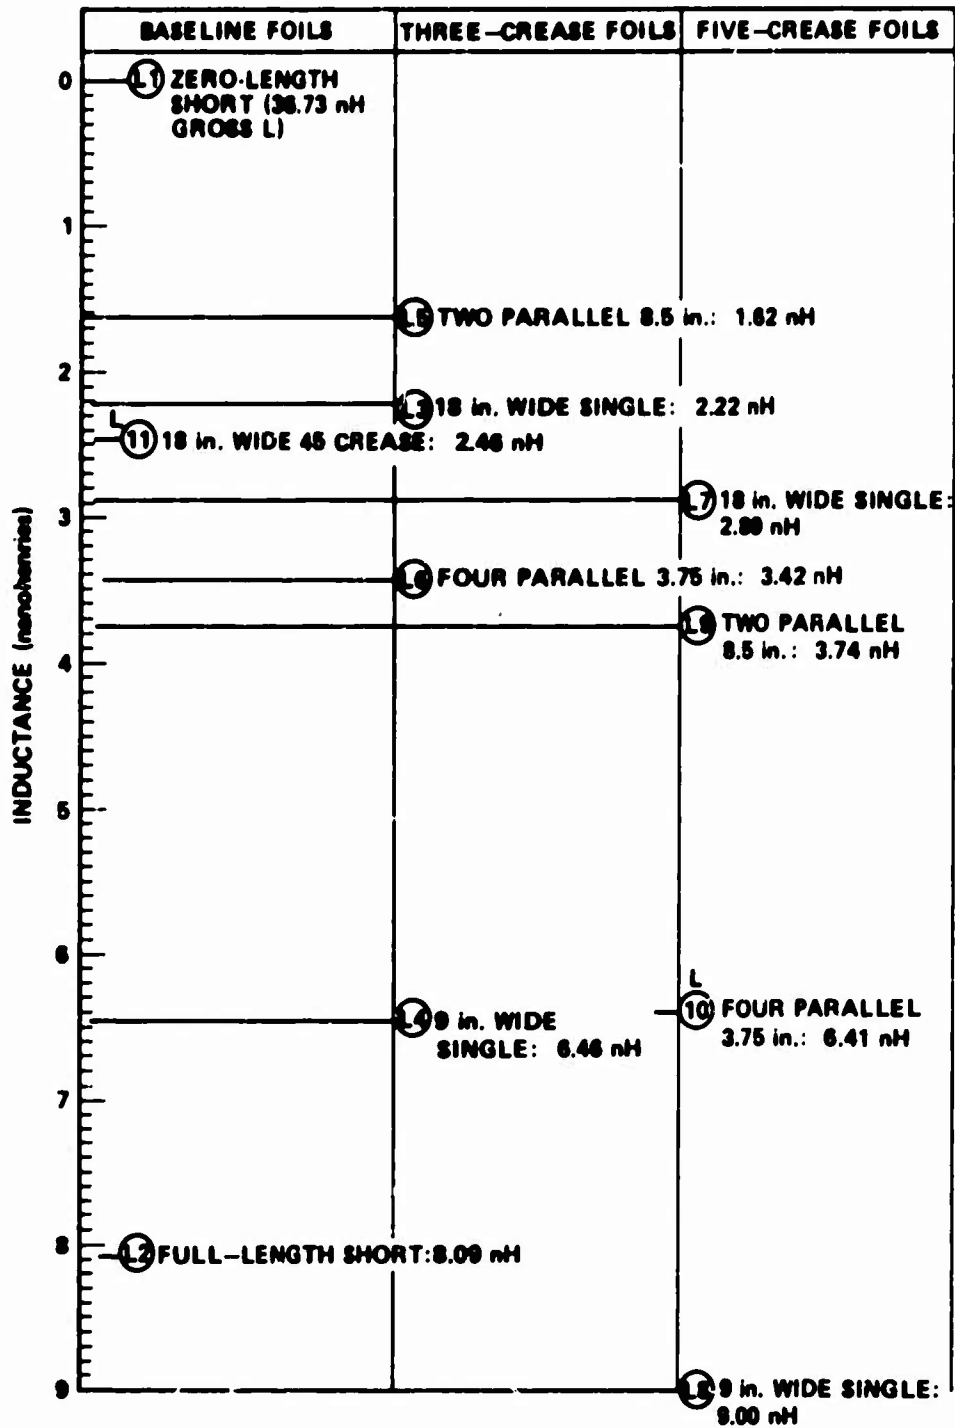 BASELINE FOILS
THREE-CREASE FOILS
FIVE-CREASE FOILS
0
L1 ZERO-LENGTH
SHORT (36.73 nH
GROSS L)
1
L5 TWO PARALLEL 8.5 in.: 1.62 nH
2
L3 18 in. WIDE SINGLE: 2.22 nH
L
11 18 in. WIDE 45 CREASE: 2.46 nH
L7 18 in. WIDE SINGLE:
2.89 nH
3
L6 FOUR PARALLEL 3.75 in.: 3.42 nH
L9 TWO PARALLEL
8.5 in.: 3.74 nH
4
INDUCTANCE (nanohenries)
5
6
L
10 FOUR PARALLEL
3.75 in.: 6.41 nH
L4 9 in. WIDE
SINGLE: 6.46 nH
7
8
L2 FULL-LENGTH SHORT: 8.09 nH
9
L8 9 in. WIDE SINGLE:
9.00 nH